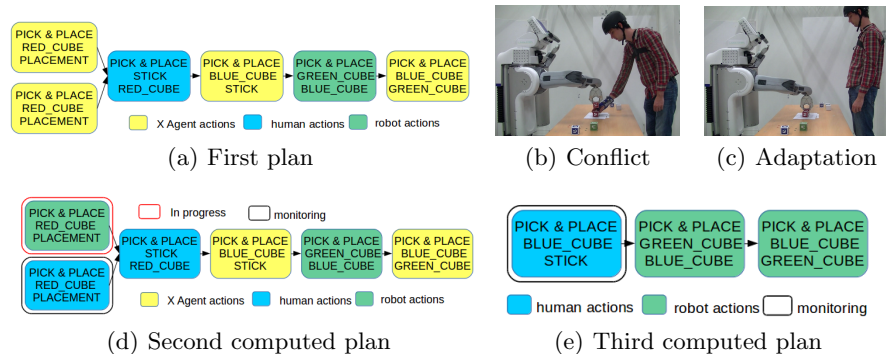 PICK & PLACE
RED_CUBE
PLACEMENT
PICK & PLACE
RED_CUBE
PLACEMENT
PICK & PLACE
STICK
RED_CUBE
PICK & PLACE
BLUE_CUBE
STICK
PICK & PLACE
GREEN_CUBE
BLUE_CUBE
PICK & PLACE
BLUE_CUBE
GREEN_CUBE
X Agent actions
human actions
robot actions
(a) First plan
(b) Conflict
(c) Adaptation
PICK & PLACE
RED_CUBE
PLACEMENT
In progress
monitoring
PICK & PLACE
RED_CUBE
PLACEMENT
PICK & PLACE
STICK
RED_CUBE
PICK & PLACE
BLUE_CUBE
STICK
PICK & PLACE
GREEN_CUBE
BLUE_CUBE
PICK & PLACE
BLUE_CUBE
GREEN_CUBE
X Agent actions
human actions
robot actions
(d) Second computed plan
PICK & PLACE
BLUE_CUBE
STICK
PICK & PLACE
GREEN_CUBE
BLUE_CUBE
PICK & PLACE
BLUE_CUBE
GREEN_CUBE
human actions
robot actions
monitoring
(e) Third computed plan